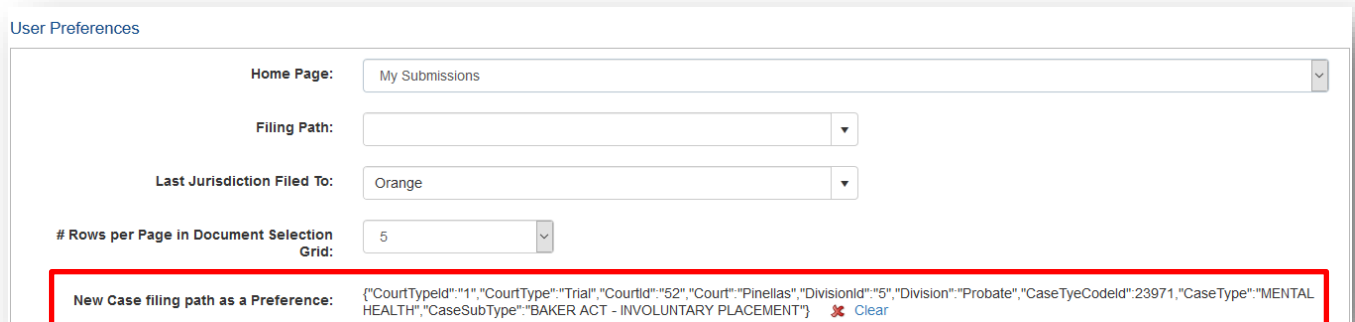 User Preferences
Home Page:
My Submissions
Filing Path:
Last Jurisdiction Filed To:
Orange
# Rows per Page in Document Selection
Grid:
5
New Case filing path as a Preference:
{"CourtTypeId":"1","CourtType":"Trial","CourtId":"52","Court":"Pinellas","DivisionId":"5","Division":"Probate","CaseTyeCodeId":23971,"CaseType":"MENTAL
HEALTH","CaseSubType":"BAKER ACT - INVOLUNTARY PLACEMENT"} Clear